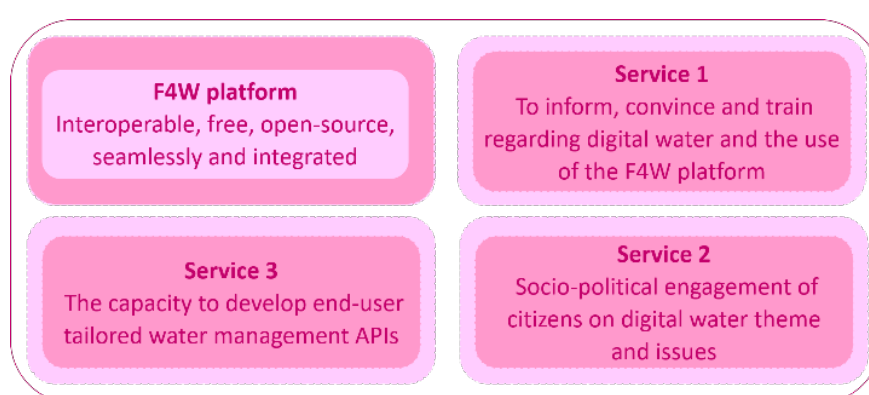 F4W platform
Interoperable, free, open-source,
seamlessly and integrated
Service 1
To inform, convince and train
regarding digital water and the use
of the F4W platform
Service 3
The capacity to develop end-user
tailored water management APIs
Service 2
Socio-political engagement of
citizens on digital water theme
and issues